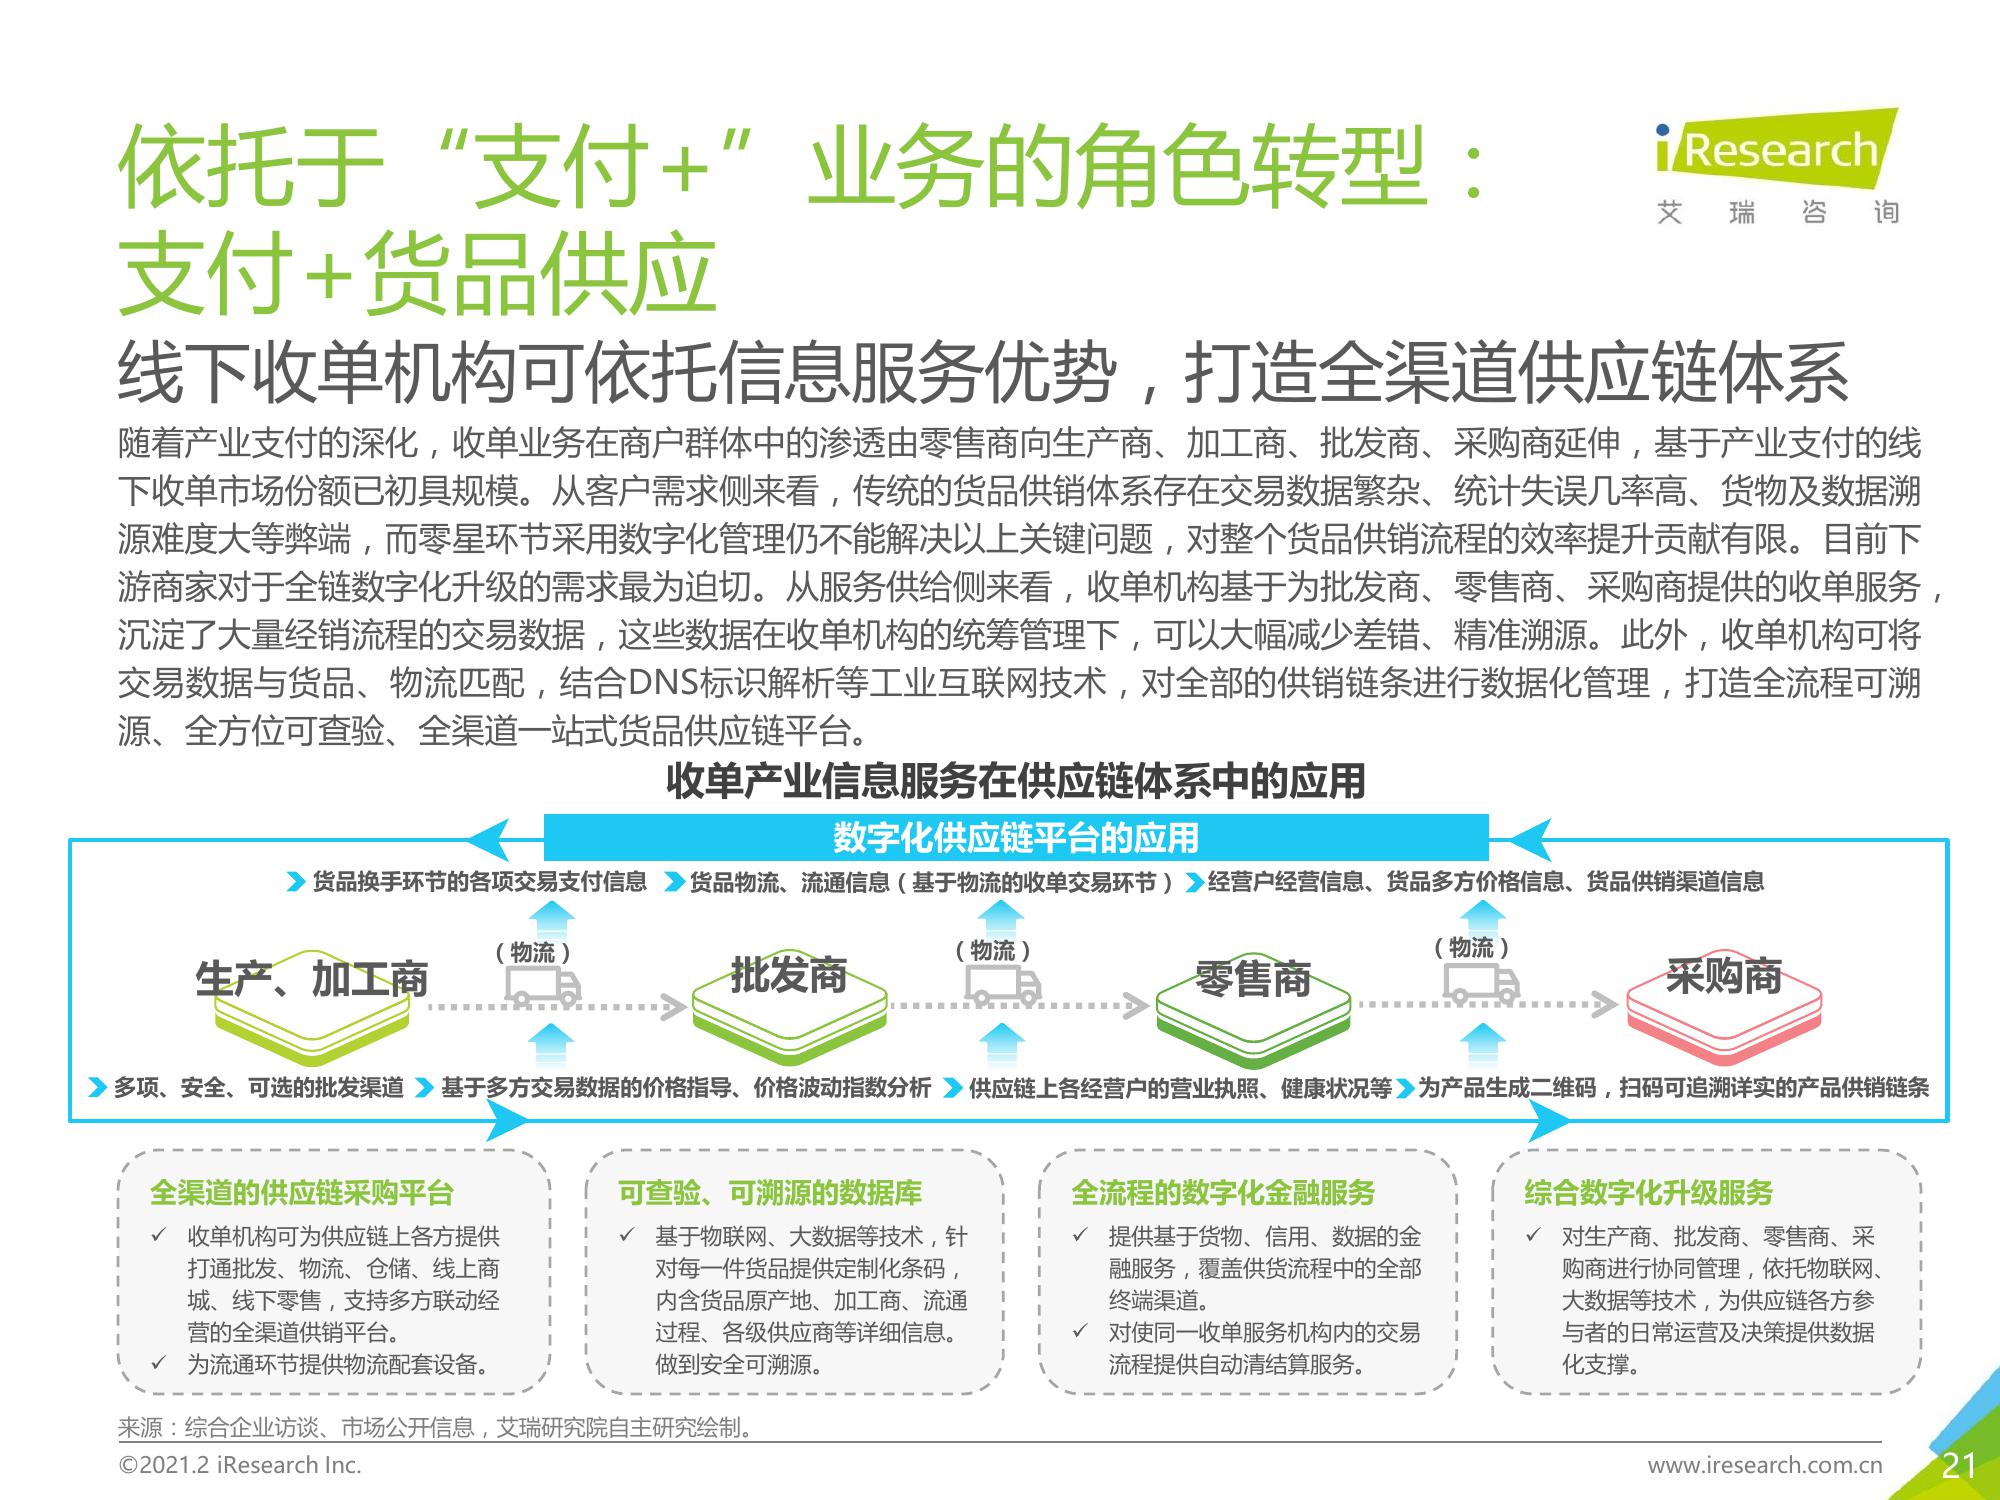 依托于“支付+”业务的角色转型：
支付+货品供应
iResearch
艾瑞咨询
线下收单机构可依托信息服务优势，打造全渠道供应链体系
随着产业支付的深化，收单业务在商户群体中的渗透由零售商向生产商、加工商、批发商、采购商延伸，基于产业支付的线
下收单市场份额已初具规模。从客户需求侧来看，传统的货品供销体系存在交易数据繁杂、统计失误几率高、货物及数据溯
源难度大等弊端，而零星环节采用数字化管理仍不能解决以上关键问题，对整个货品供销流程的效率提升贡献有限。目前下
游商家对于全链数字化升级的需求最为迫切。从服务供给侧来看，收单机构基于为批发商、零售商、采购商提供的收单服务，
沉淀了大量经销流程的交易数据，这些数据在收单机构的统筹管理下，可以大幅减少差错、精准溯源。此外，收单机构可将
交易数据与货品、物流匹配，结合DNS标识解析等工业互联网技术，对全部的供销链条进行数据化管理，打造全流程可溯
源、全方位可查验、全渠道一站式货品供应链平台。
收单产业信息服务在供应链体系中的应用
数字化供应链平台的应用
货品换手环节的各项交易支付信息
货品物流、流通信息（基于物流的收单交易环节）
经营户经营信息、货品多方价格信息、货品供销渠道信息
生产、加工商
（物流）
批发商
（物流）
零售商
（物流）
采购商
多项、安全、可选的批发渠道
基于多方交易数据的价格指导、价格波动指数分析
供应链上各经营户的营业执照、健康状况等
为产品生成二维码，扫码可追溯详实的产品供销链条
全渠道的供应链采购平台
✓ 收单机构可为供应链上各方提供
打通批发、物流、仓储、线上商
城、线下零售，支持多方联动经
营的全渠道供销平台。
✓ 为流通环节提供物流配套设备。
可查验、可溯源的数据库
✓ 基于物联网、大数据等技术，针
对每一件货品提供定制化条码，
内含货品原产地、加工商、流通
过程、各级供应商等详细信息。
做到安全可溯源。
全流程的数字化金融服务
✓ 提供基于货物、信用、数据的金
融服务，覆盖供货流程中的全部
终端渠道。
✓ 对使同一收单服务机构内的交易
流程提供自动清结算服务。
综合数字化升级服务
✓ 对生产商、批发商、零售商、采
购商进行协同管理，依托物联网、
大数据等技术，为供应链各方参
与者的日常运营及决策提供数据
化支撑。
来源：综合企业访谈、市场公开信息，艾瑞研究院自主研究绘制。
©2021.2 iResearch Inc.
www.iresearch.com.cn
21